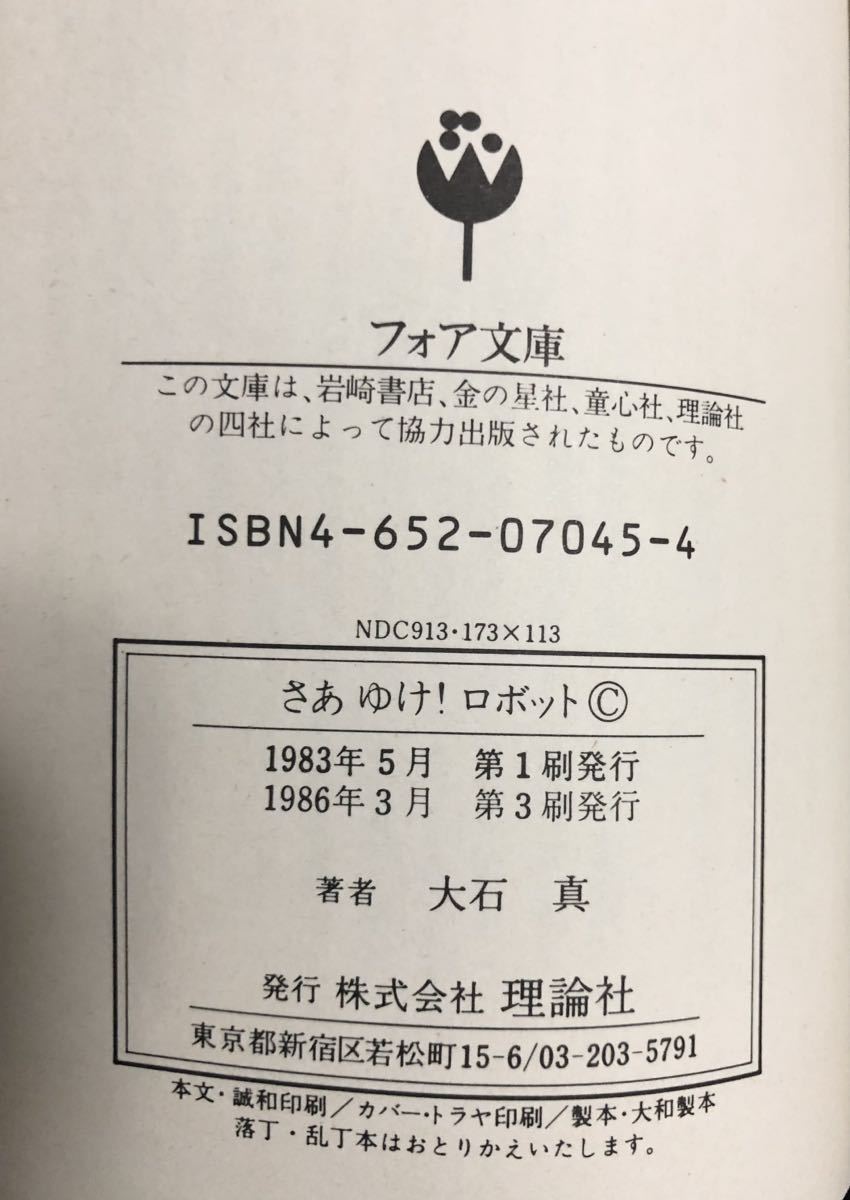 フォア文庫
この文庫は、岩崎書店、金の星社、童心社、理論社
の四社によって協力出版されたものです。
ISBN4-652-07045-4
NDC913・173×113
さあ ゆけ! ロボット©
1983年5月 第1刷発行
1986年3月 第3刷発行
著者 大石 真
発行 株式会社 理論社
東京都新宿区若松町15-6/03-203-5791
本文・誠和印刷/カバー・トラヤ印刷/製本・大和製本
落丁・乱丁本はおとりかえいたします。